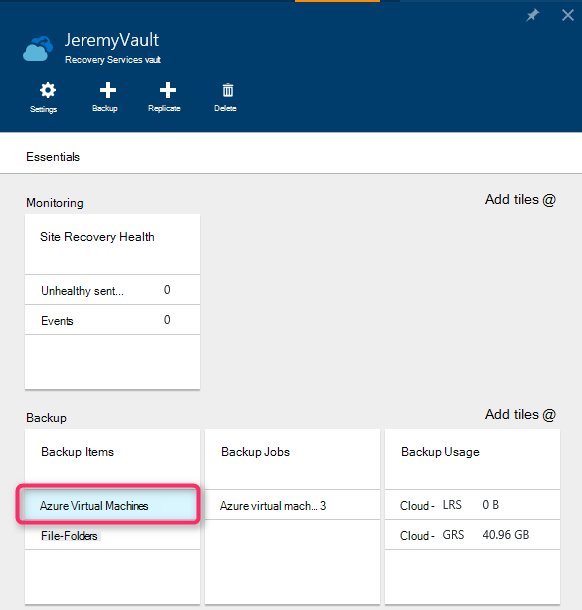 JeremyVault
Recovery Services vault
Settings
Backup
Replicate
Delete
Essentials
Monitoring
Add tiles @
Site Recovery Health
Unhealthy sent... 0
Events 0
Backup
Add tiles @
Backup Items
Azure Virtual Machines
File-Folders
Backup Jobs
Azure virtual mach... 3
Backup Usage
Cloud - LRS 0 B
Cloud - GRS 40.96 GB